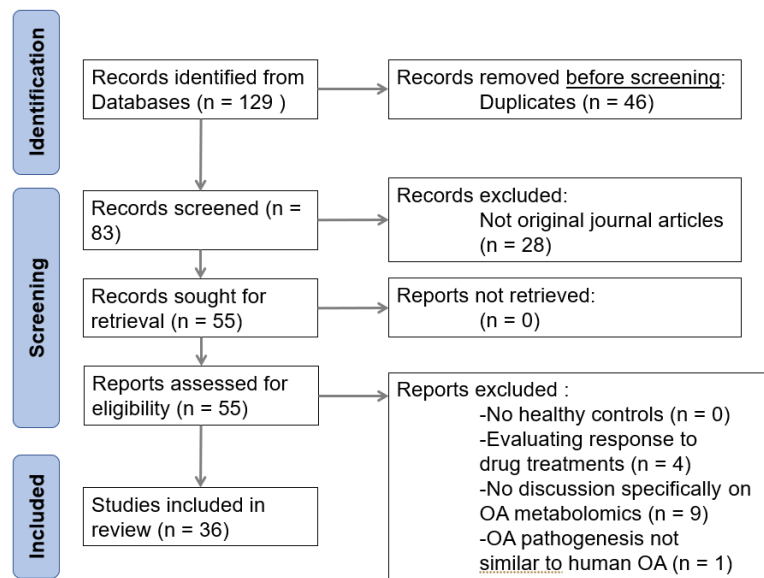 Identification
Records identified from
Databases (n = 129 )
Records removed before screening:
Duplicates (n = 46)
Screening
Records screened (n =
83)
Records excluded:
Not original journal articles
(n = 28)
Records sought for
retrieval (n = 55)
Reports not retrieved:
(n = 0)
Reports assessed for
eligibility (n = 55)
Reports excluded :
-No healthy controls (n = 0)
-Evaluating response to
drug treatments (n = 4)
-No discussion specifically on
OA metabolomics (n = 9)
-OA pathogenesis not
similar to human OA (n = 1)
Included
Studies included in
review (n = 36)